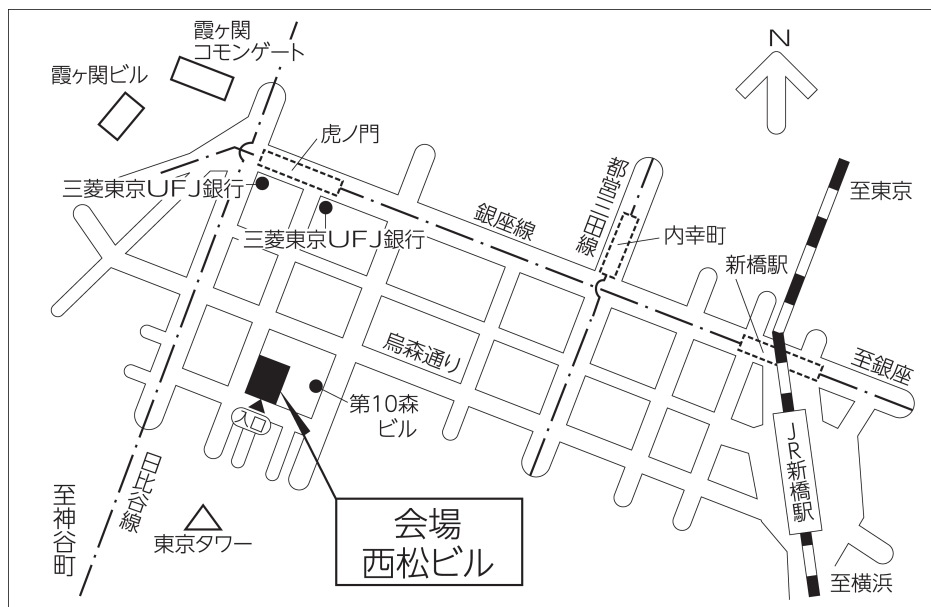 霞ヶ関
コモンゲート
霞ヶ関ビル
N
虎ノ門
三菱東京UFJ銀行
三菱東京UFJ銀行
銀座線
都営三田線
内幸町
新橋駅
至東京
至銀座
烏森通り
第10森
ビル
入口
JR新橋駅
日比谷線
至神谷町
東京タワー
会場
西松ビル
至横浜